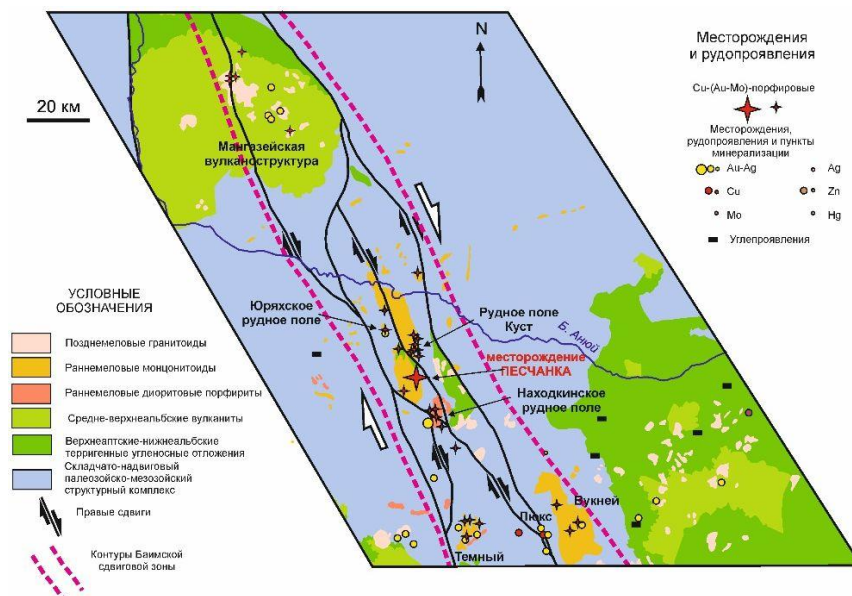 Месторождения
и рудопроявления
N
Cu-(Au-Mo)-порфировые
20 км
Месторождения,
рудопроявления и пункты
минерализации
Au-Ag
Ag
Cu
Zn
Mo
Hg
Углепроявления
Мангазейская
вулканоструктура
УСЛОВНЫЕ
ОБОЗНАЧЕНИЯ
Позднемеловые гранитоиды
Раннемеловые монцонитоиды
Раннемеловые диоритовые порфириты
Средне-верхнеальбские вулканиты
Верхнеаптские-нижнеальбские
терригенные угленосные отложения
Складчато-надвиговый
палеозойско-мезозойский
структурный комплекс
Правые сдвиги
Контуры Баимской
сдвиговой зоны
Юряхское
рудное поле
Рудное поле
Куст
Б. Анюй
месторождение
ПЕСЧАНКА
Находкинское
рудное поле
Вукней
Люкс
Темный